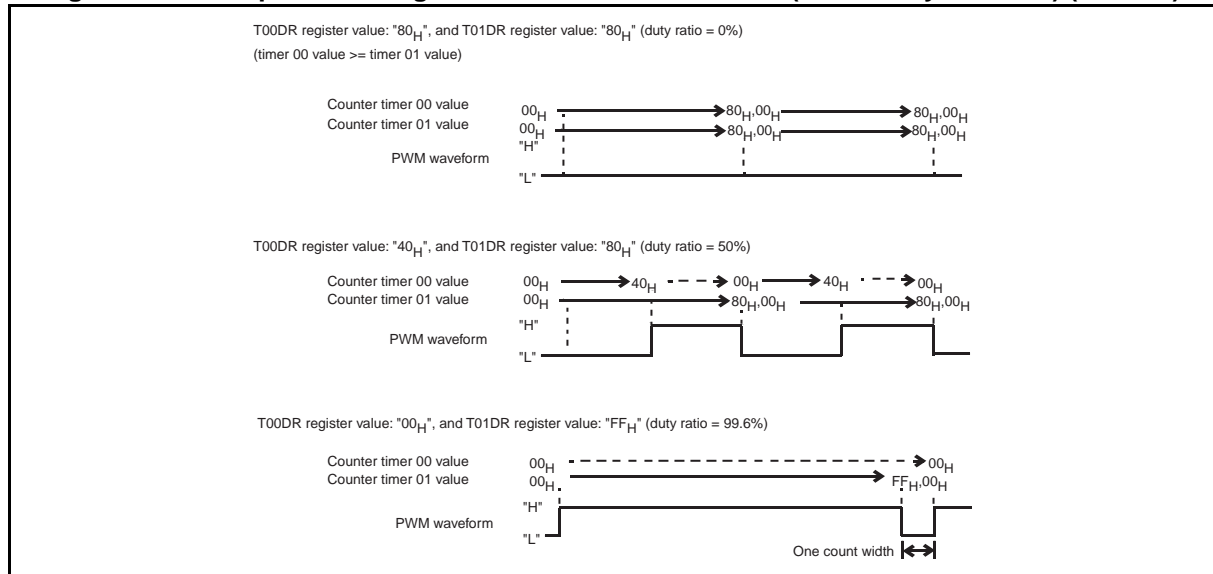 T00DR register value: "80H", and T01DR register value: "80H" (duty ratio = 0%)
(timer 00 value >= timer 01 value)
Counter timer 00 value 00H 80H,00H 80H,00H
Counter timer 01 value 00H 80H,00H 80H,00H
"H"
PWM waveform
"L"
T00DR register value: "40H", and T01DR register value: "80H" (duty ratio = 50%)
Counter timer 00 value 00H 40H 00H 40H 00H
Counter timer 01 value 00H 80H,00H 80H,00H
"H"
PWM waveform
"L"
T00DR register value: "00H", and T01DR register value: "FFH" (duty ratio = 99.6%)
Counter timer 00 value 00H 00H
Counter timer 01 value 00H FFH,00H
"H"
PWM waveform
"L"
One count width